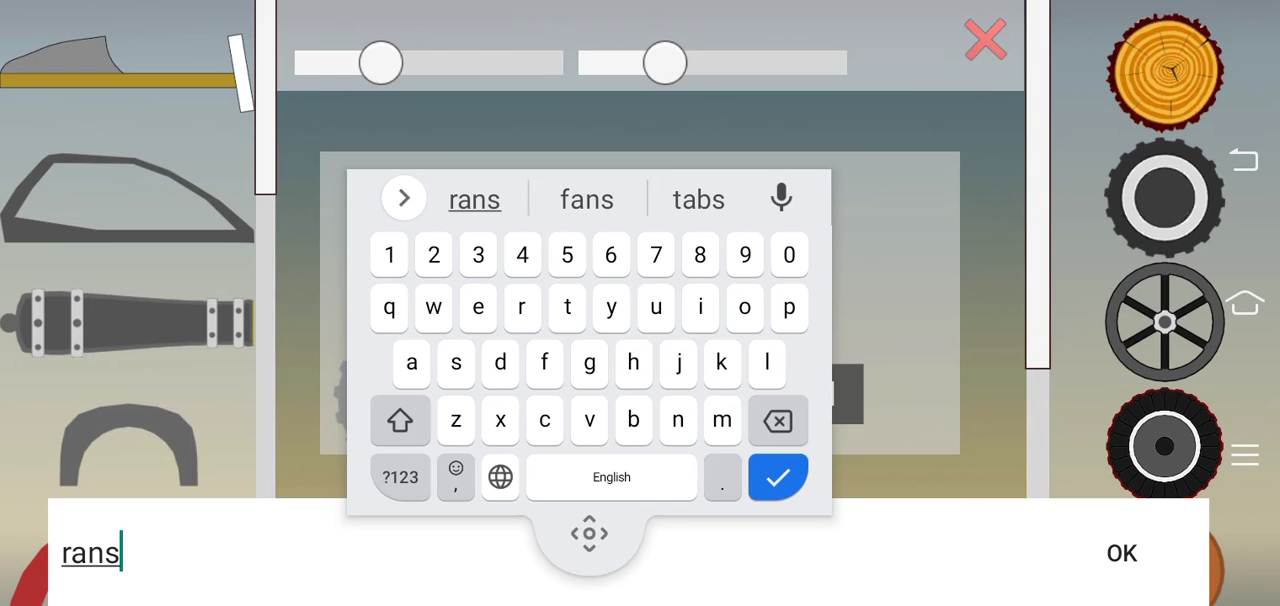 rans fans tabs
1 2 3 4 5 6 7 8 9 0
q w e r t y u i o p
a s d f g h j k l
z x c v b n m
?123 , English .
rans OK